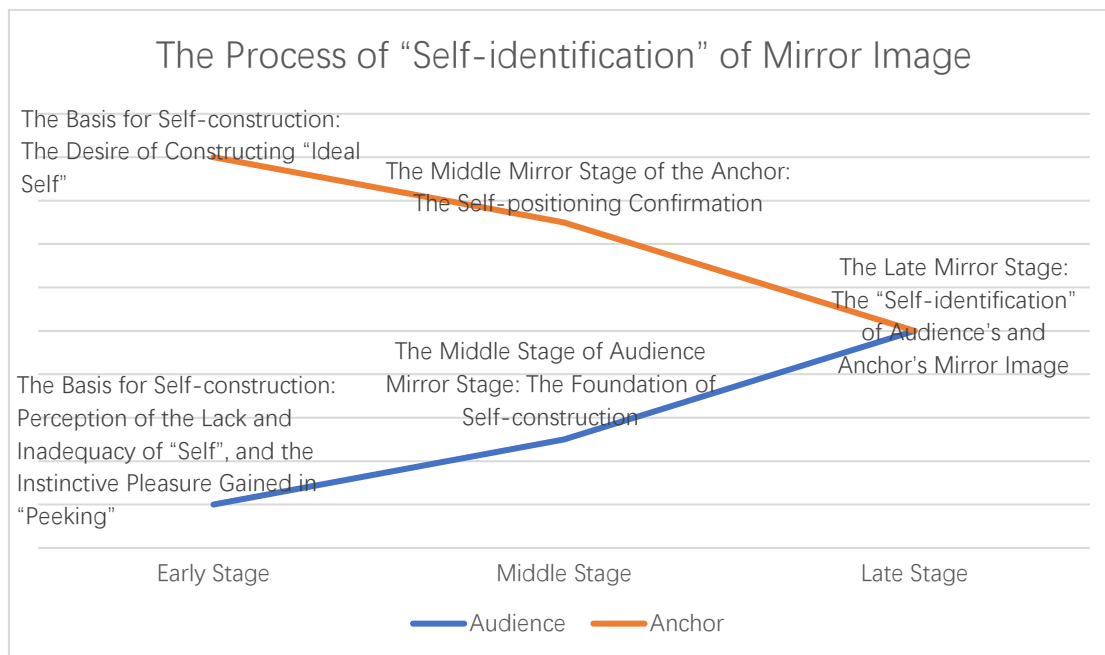 The Process of “Self-identification” of Mirror Image
The Basis for Self-construction:
The Desire of Constructing “Ideal
Self”
The Middle Mirror Stage of the Anchor:
The Self-positioning Confirmation
The Late Mirror Stage:
The “Self-identification”
of Audience’s and
Anchor’s Mirror Image
The Middle Stage of Audience
Mirror Stage: The Foundation of
Self-construction
The Basis for Self-construction:
Perception of the Lack and
Inadequacy of “Self”, and the
Instinctive Pleasure Gained in
“Peeking”
Early Stage
Middle Stage
Late Stage
Audience
Anchor